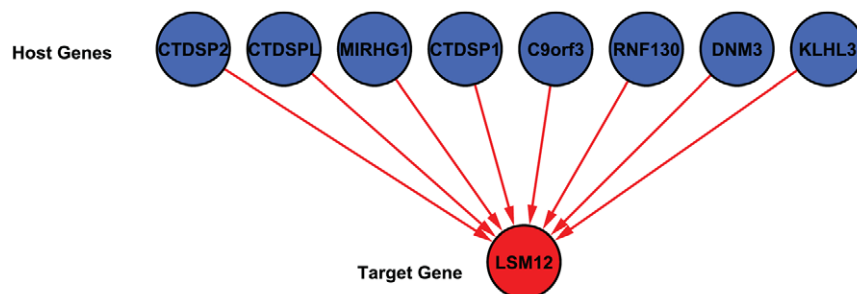 Host Genes CTDSP2 CTDSPL MIRHG1 CTDSP1 C9orf3 RNF130 DNM3 KLHL3
LSM12
Target Gene